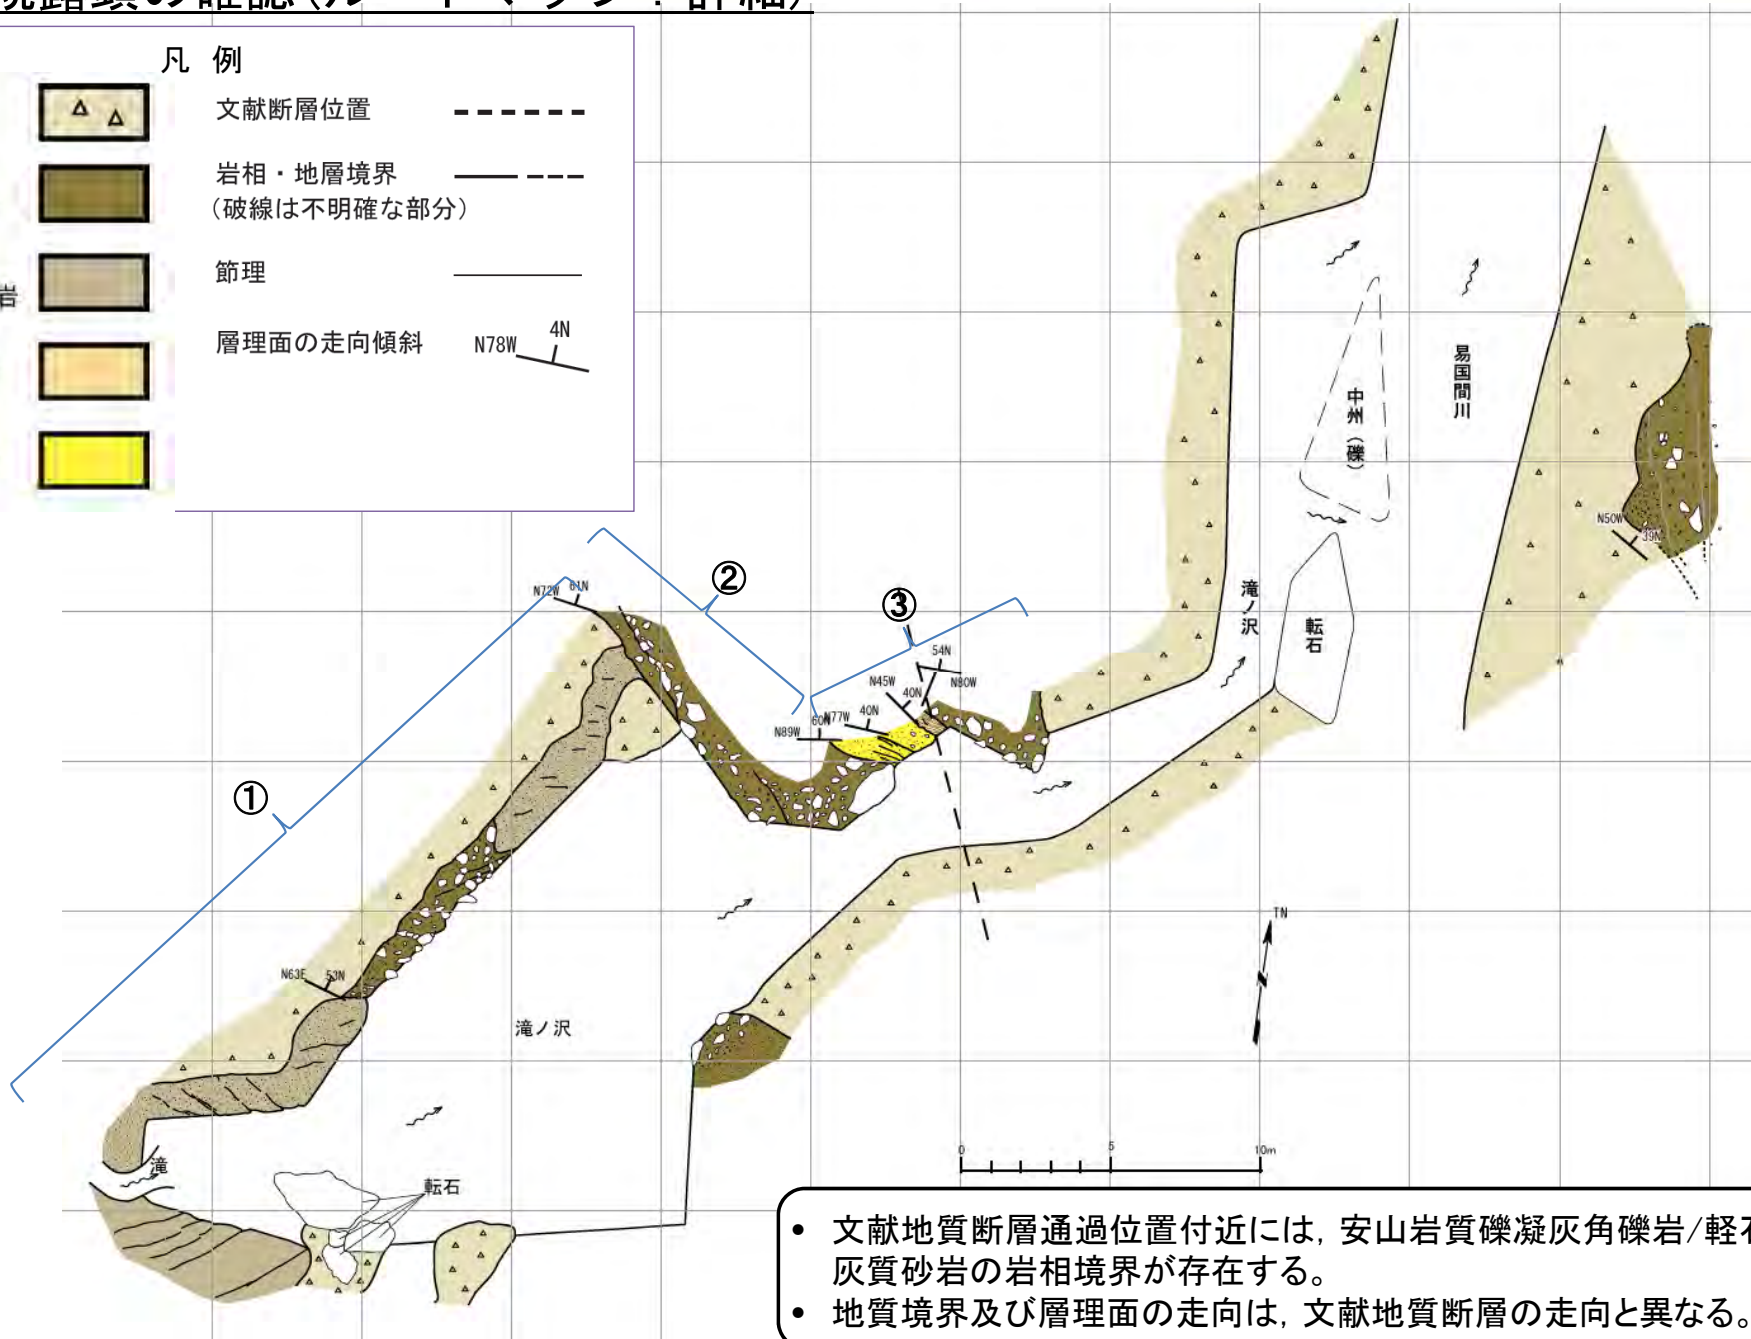 凡 例
文献断層位置
岩相・地層境界
（破線は不明確な部分）
節理
層理面の走向傾斜
N78W 4N
岩
①
②
③
N72W 61N
N63E 53N
N89W 60N
N77W 40N
N45W 40N
54N
N80W
N50W 39N
易国間川
中州（礫）
滝ノ沢
転石
滝ノ沢
滝
転石
TN
0 5 10m
• 文献地質断層通過位置付近には，安山岩質礫凝灰角礫岩/軽石
灰質砂岩の岩相境界が存在する。
• 地質境界及び層理面の走向は，文献地質断層の走向と異なる。